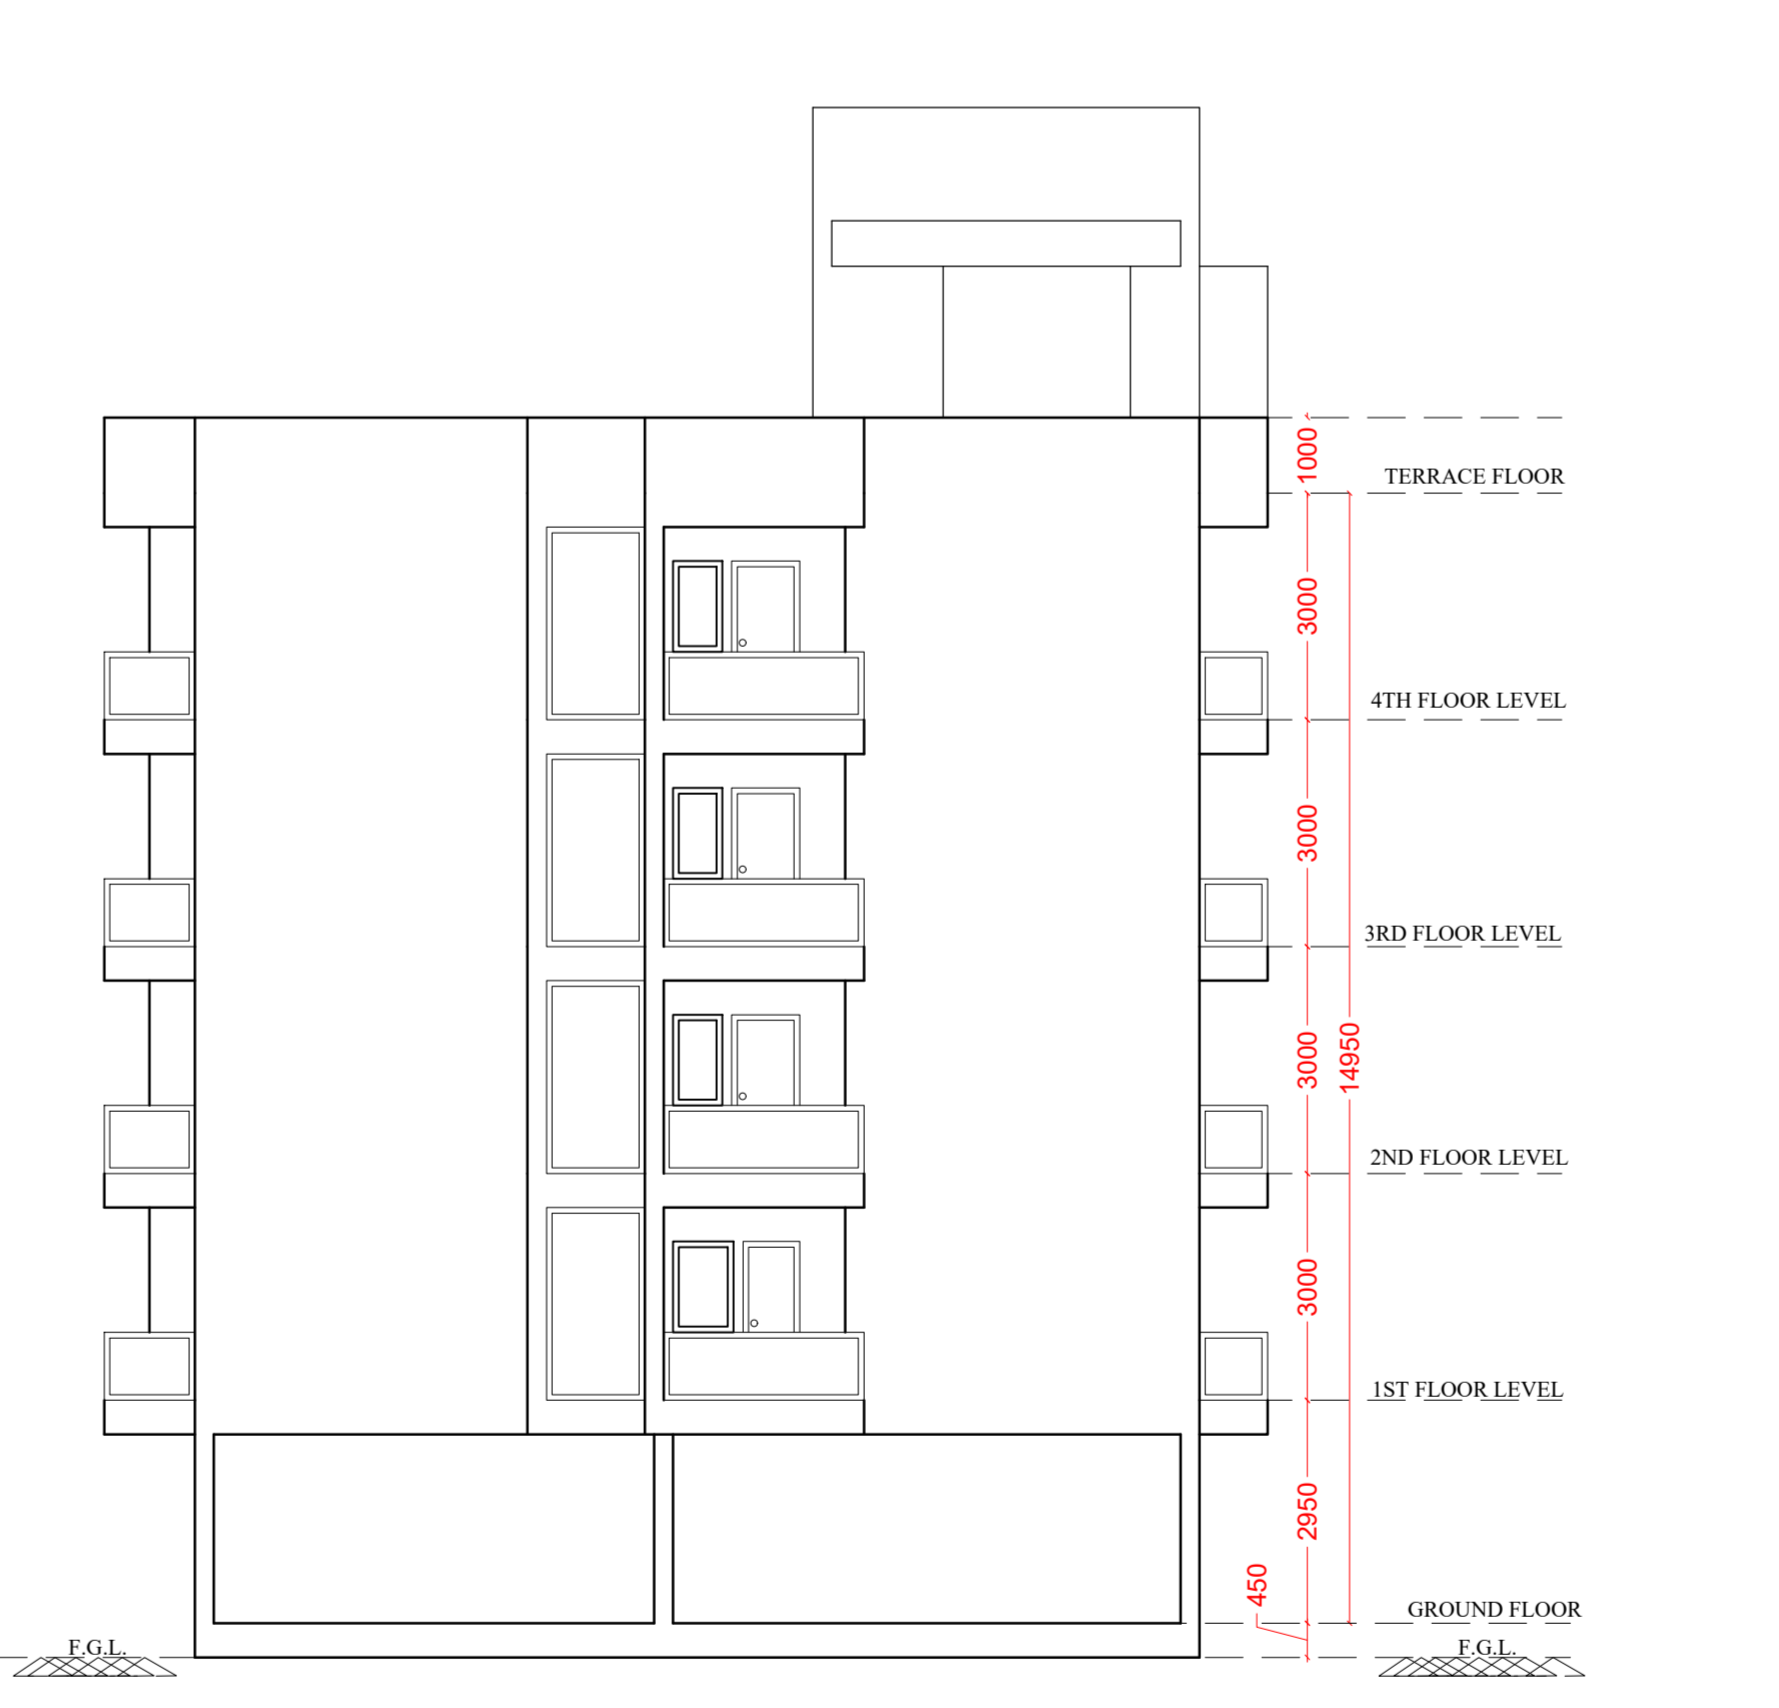 1000
TERRACE FLOOR
3000
4TH FLOOR LEVEL
3000
3RD FLOOR LEVEL
3000
14950
2ND FLOOR LEVEL
3000
1ST FLOOR LEVEL
2950
450
GROUND FLOOR
F.G.L.
F.G.L.